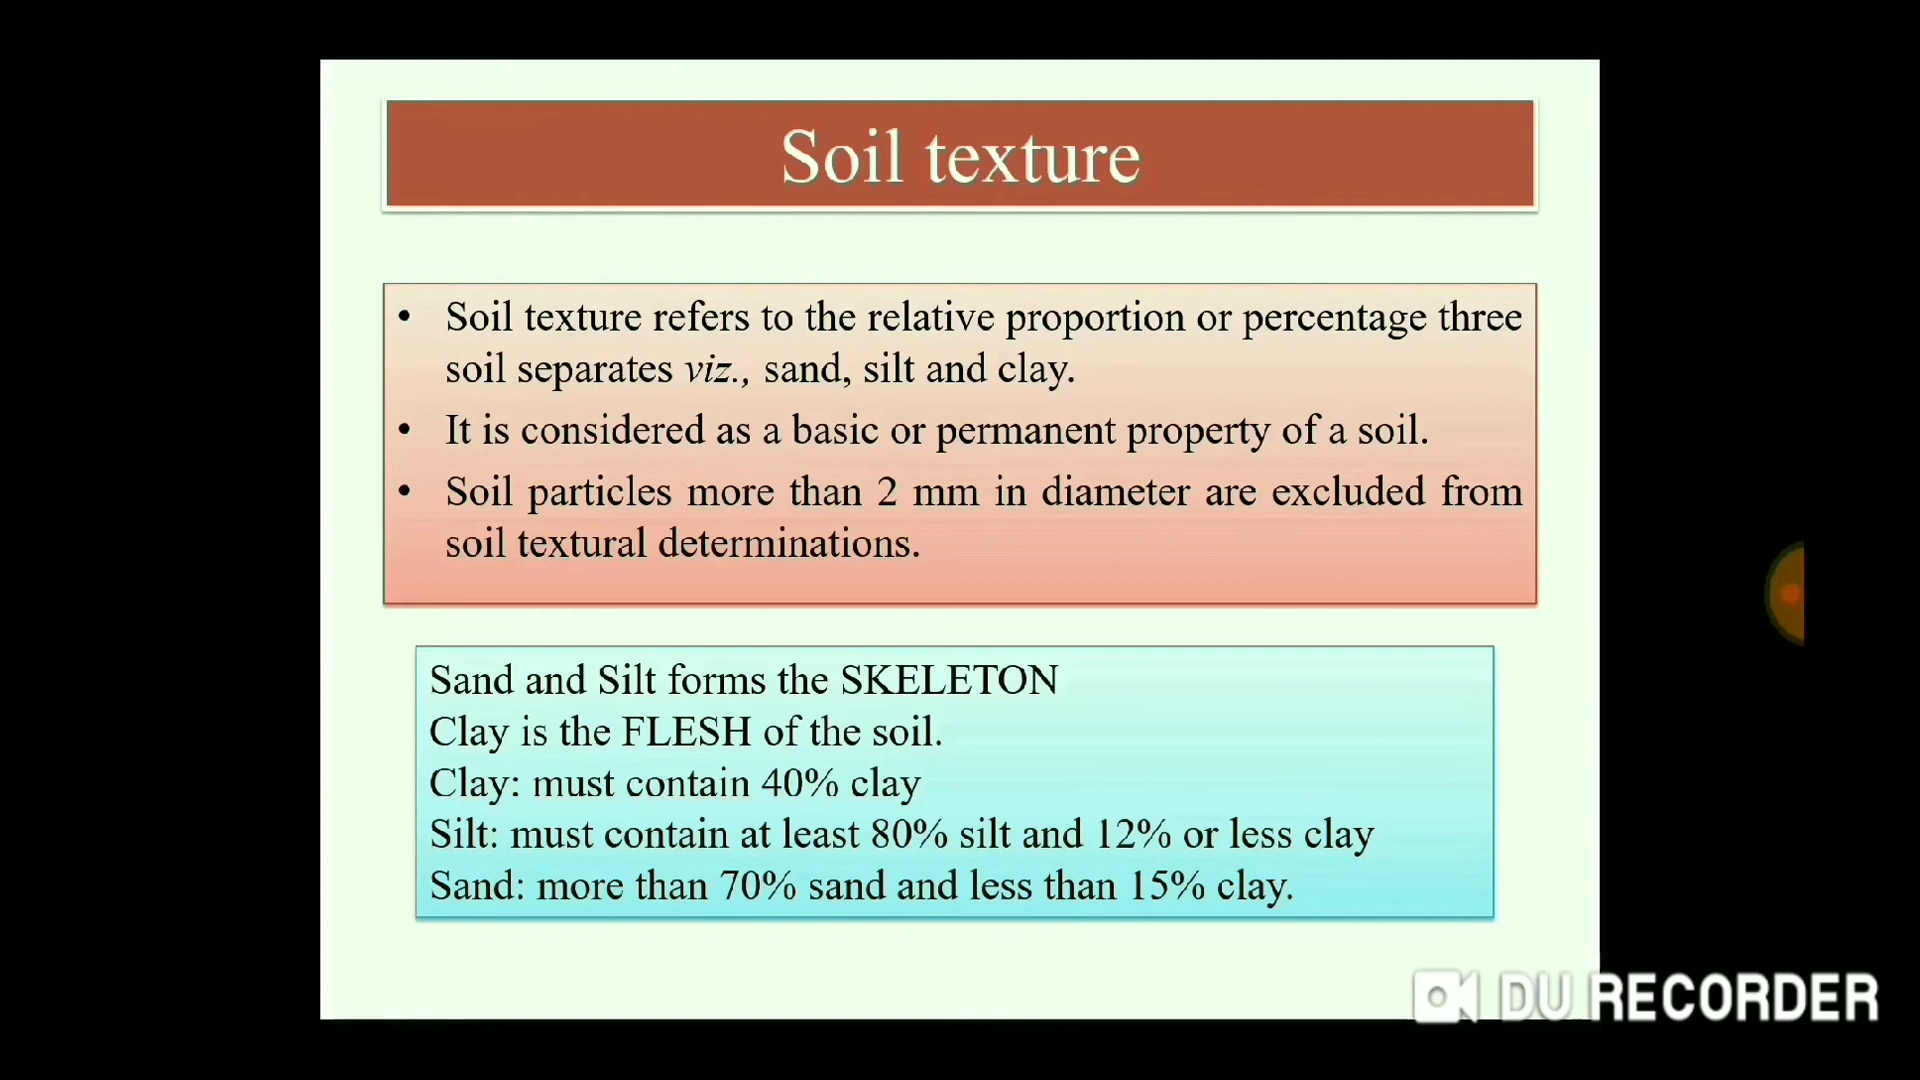 Soil texture
• Soil texture refers to the relative proportion or percentage three
soil separates viz., sand, silt and clay.
• It is considered as a basic or permanent property of a soil.
• Soil particles more than 2 mm in diameter are excluded from
soil textural determinations.
Sand and Silt forms the SKELETON
Clay is the FLESH of the soil.
Clay: must contain 40% clay
Silt: must contain at least 80% silt and 12% or less clay
Sand: more than 70% sand and less than 15% clay.
DU RECORDER